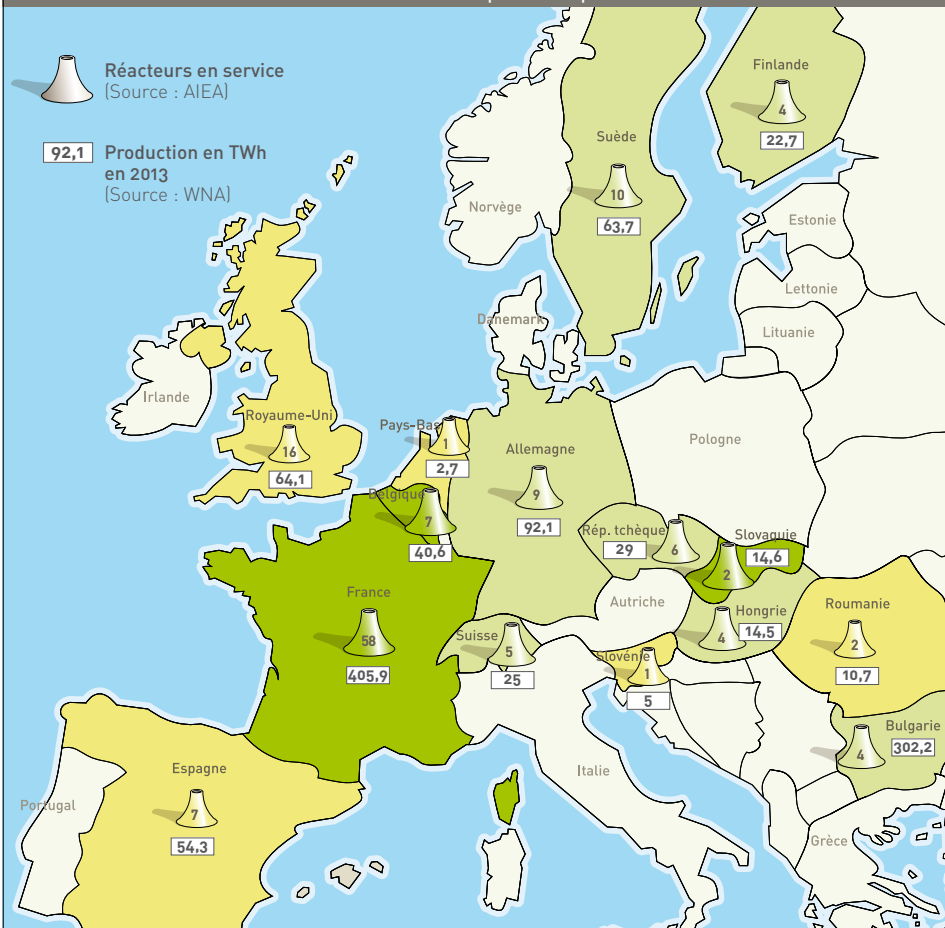 Réacteurs en service
(Source : AIEA)
92,1
Production en TWh
en 2013
(Source : WNA)
Finlande
4
22,7
Suède
10
63,7
Norvège
Estonie
Lettonie
Lituanie
Danemark
Irlande
Royaume-Uni
16
64,1
Pays-Bas
1
2,7
Allemagne
9
92,1
Pologne
Belgique
7
40,6
Rép. tchèque
29
6
Slovaquie
14,6
2
France
58
405,9
Autriche
Hongrie
4
14,5
Roumanie
2
10,7
Suisse
5
25
Slovénie
1
5
Bulgarie
302,2
4
Espagne
7
54,3
Portugal
Italie
Grèce